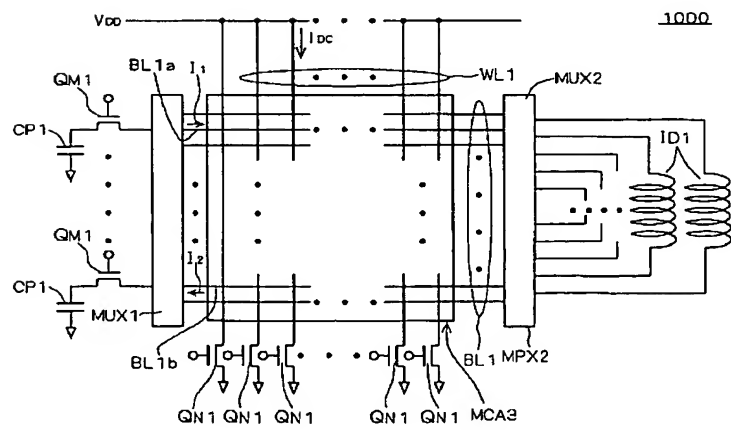 1000
VDD
IDC
BL1a
I1
WL1
MUX2
QM1
CP1
ID1
QM1
I2
CP1
MUX1
BL1b
BL1
MPX2
QN1 QN1 QN1 QN1 QN1 MCA3